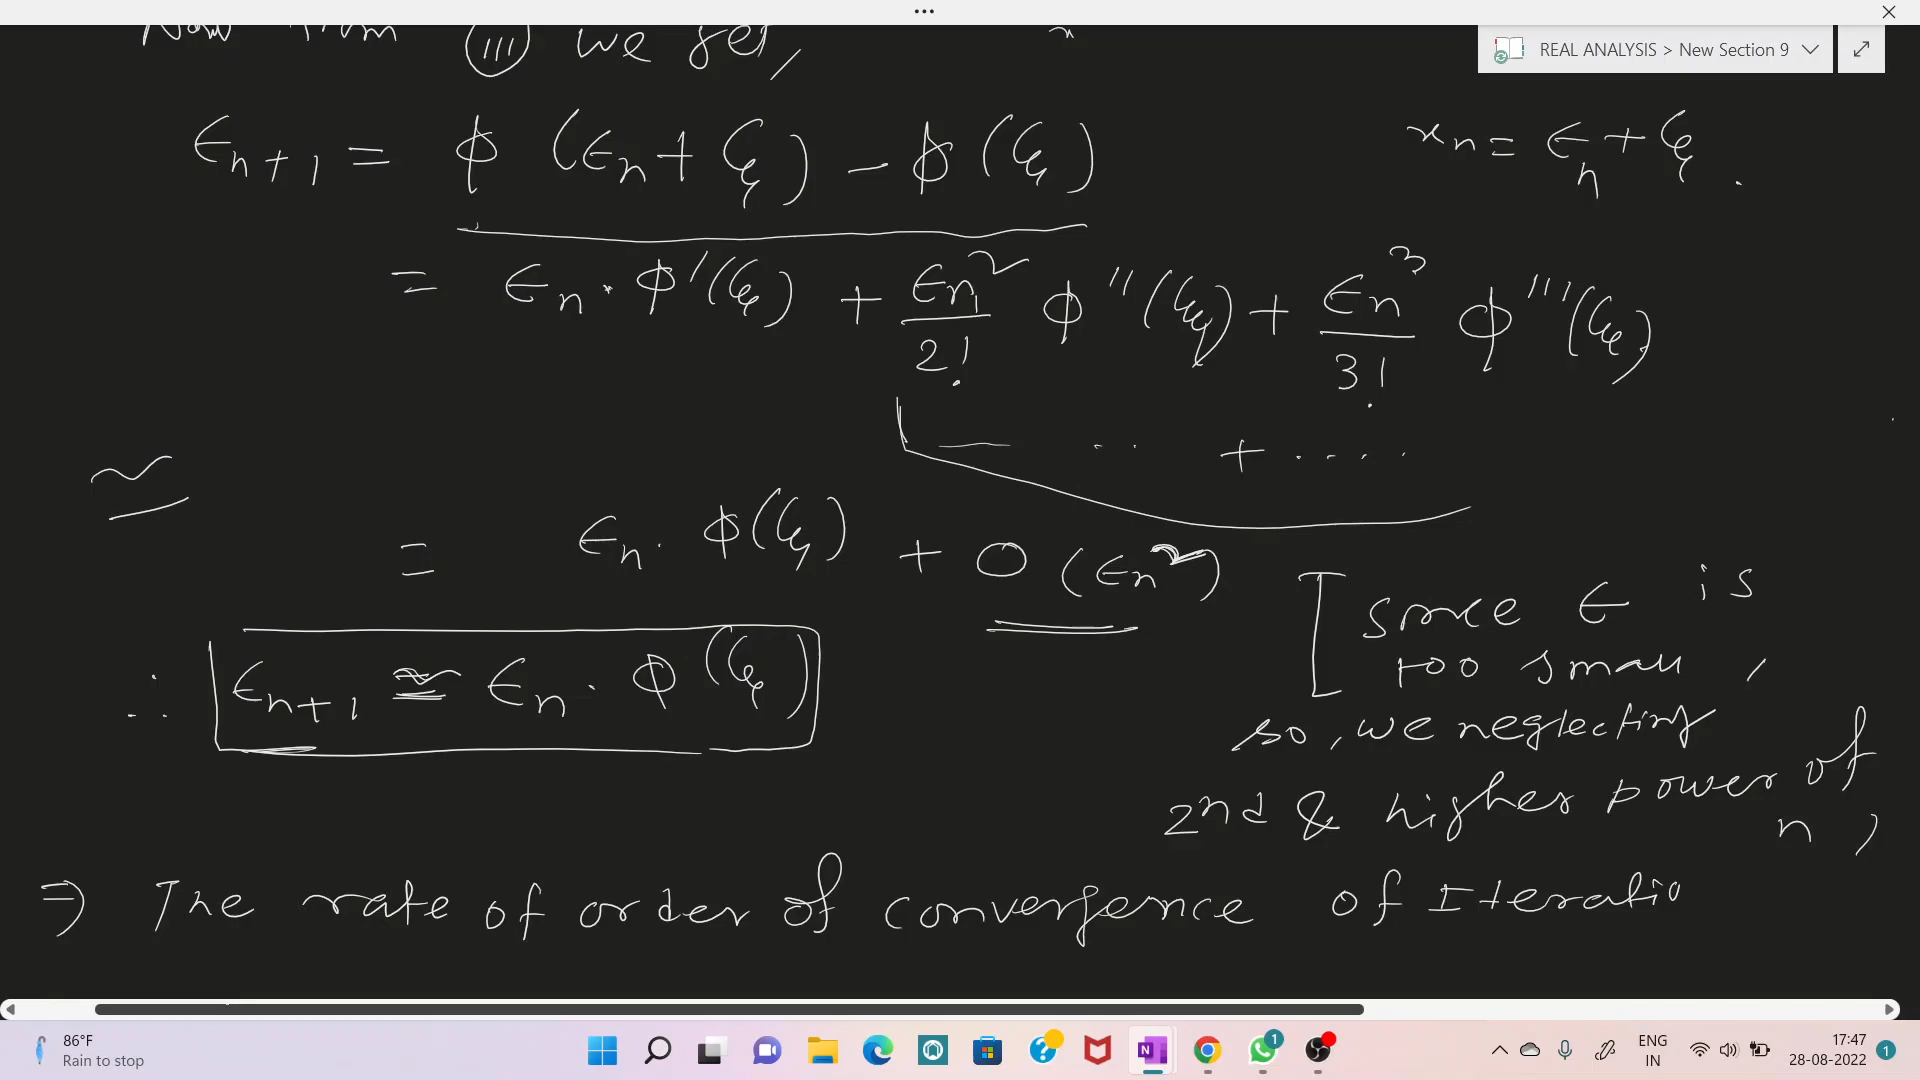 ...
REAL ANALYSIS > New Section 9
Now from (iii) we get,
ϵn+1 = ϕ (ϵn + ξ) − ϕ (ξ)
xn = ϵn + ξ .
= ϵn · ϕ'(ξ) + ϵn²/2! ϕ''(ξ) + ϵn³/3! ϕ'''(ξ)
— .. + ....
≃
= ϵn · ϕ(ξ) + O (ϵn²)
[ since ϵ is
too small ,
so, we neglecting
2nd & higher power of
n ,
∴ ϵn+1 ≅ ϵn · ϕ(ξ)
⇒ The rate of order of convergence of Iteratio
86°F
Rain to stop
1
ENG
IN
17:47
28-08-2022
1